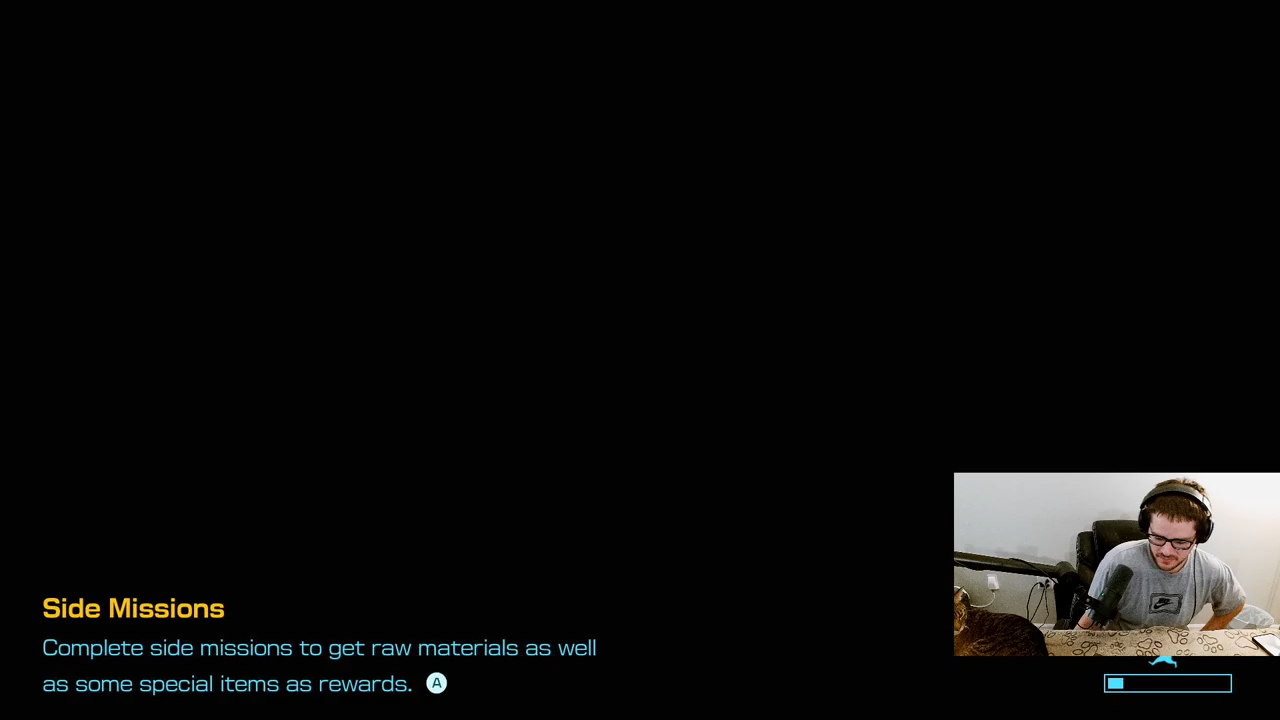 Side Missions
Complete side missions to get raw materials as well
as some special items as rewards. A